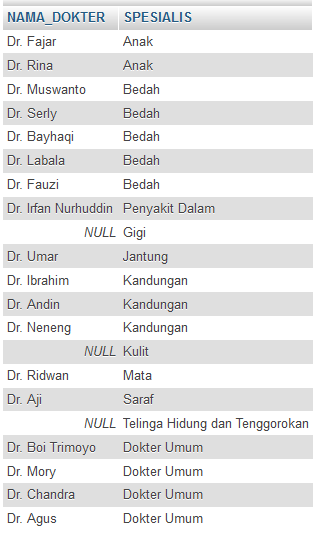 NAMA_DOKTER SPESIALIS
Dr. Fajar Anak
Dr. Rina Anak
Dr. Muswanto Bedah
Dr. Serly Bedah
Dr. Bayhaqi Bedah
Dr. Labala Bedah
Dr. Fauzi Bedah
Dr. Irfan Nurhuddin Penyakit Dalam
NULL Gigi
Dr. Umar Jantung
Dr. Ibrahim Kandungan
Dr. Andin Kandungan
Dr. Neneng Kandungan
NULL Kulit
Dr. Ridwan Mata
Dr. Aji Saraf
NULL Telinga Hidung dan Tenggorokan
Dr. Boi Trimoyo Dokter Umum
Dr. Mory Dokter Umum
Dr. Chandra Dokter Umum
Dr. Agus Dokter Umum